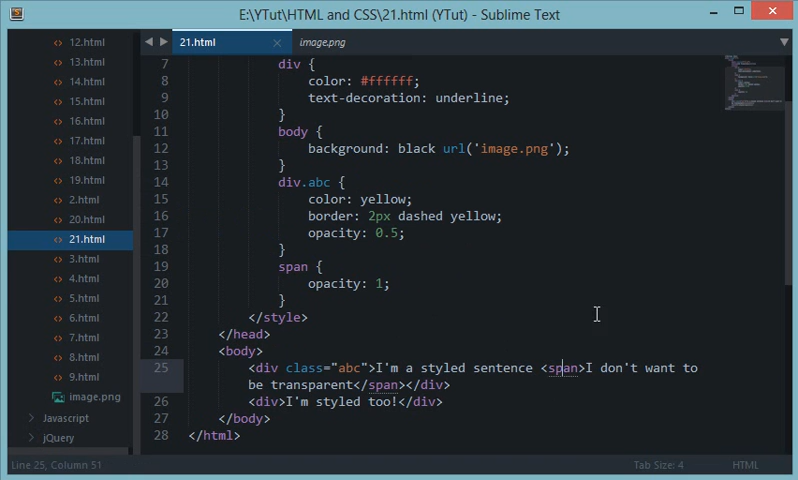 E:\YTut\HTML and CSS\21.html (YTut) - Sublime Text
12.html
13.html
14.html
15.html
16.html
17.html
18.html
19.html
2.html
20.html
21.html
3.html
4.html
5.html
6.html
7.html
8.html
9.html
image.png
Javascript
jQuery
21.html
image.png
7 div {
8 color: #ffffff;
9 text-decoration: underline;
10 }
11 body {
12 background: black url('image.png');
13 }
14 div.abc {
15 color: yellow;
16 border: 2px dashed yellow;
17 opacity: 0.5;
18 }
19 span {
20 opacity: 1;
21 }
22 </style>
23 </head>
24 <body>
25 <div class="abc">I'm a styled sentence <span>I don't want to
be transparent</span></div>
26 <div>I'm styled too!</div>
27 </body>
28 </html>
Line 25, Column 51
Tab Size: 4
HTML